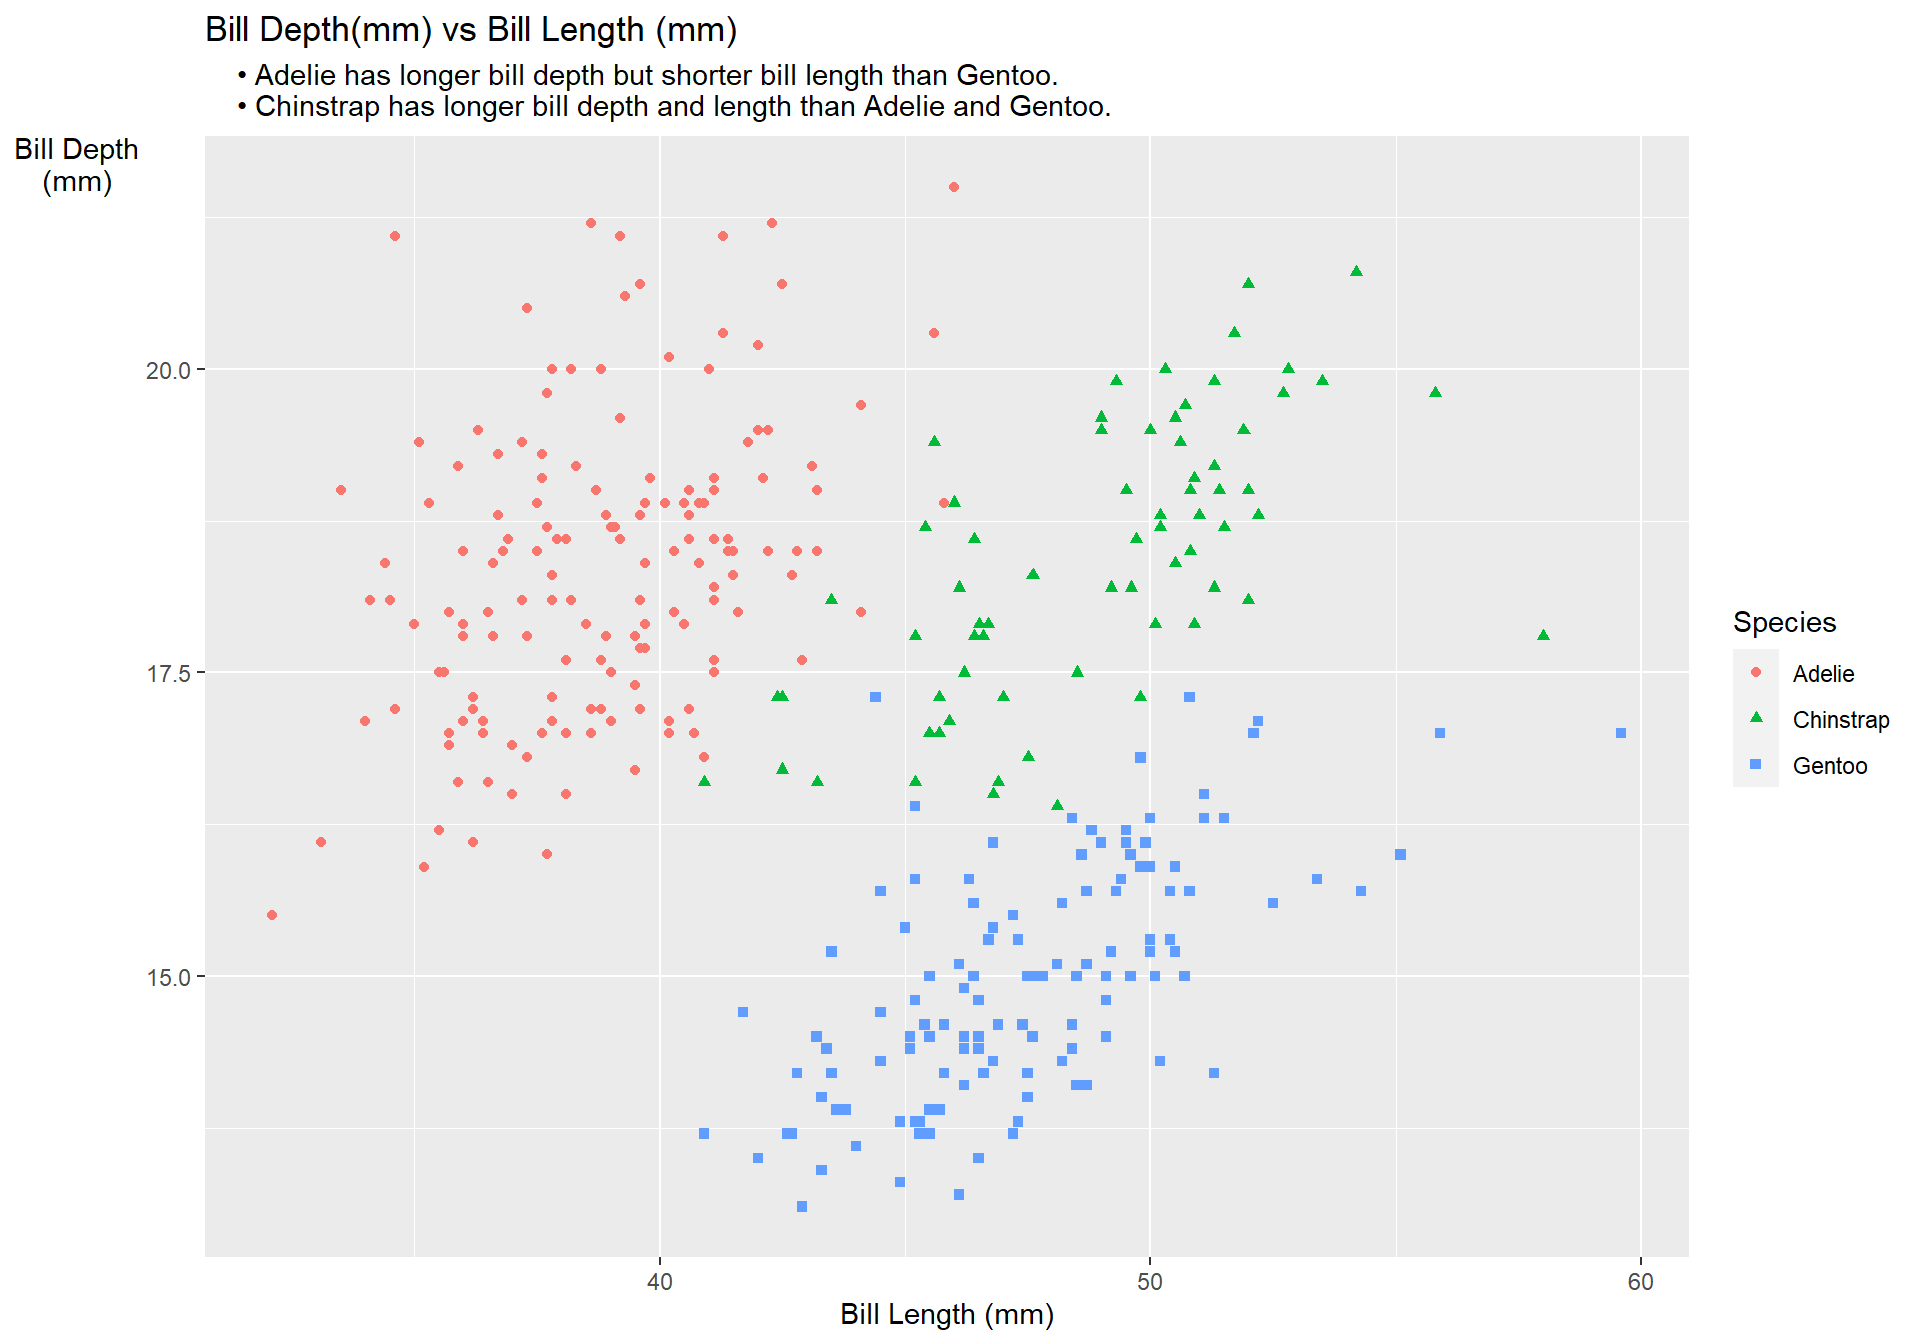 Bill Depth(mm) vs Bill Length (mm)
• Adelie has longer bill depth but shorter bill length than Gentoo.
• Chinstrap has longer bill depth and length than Adelie and Gentoo.
Bill Depth
(mm)
20.0
17.5
15.0
40
50
60
Bill Length (mm)
Species
Adelie
Chinstrap
Gentoo